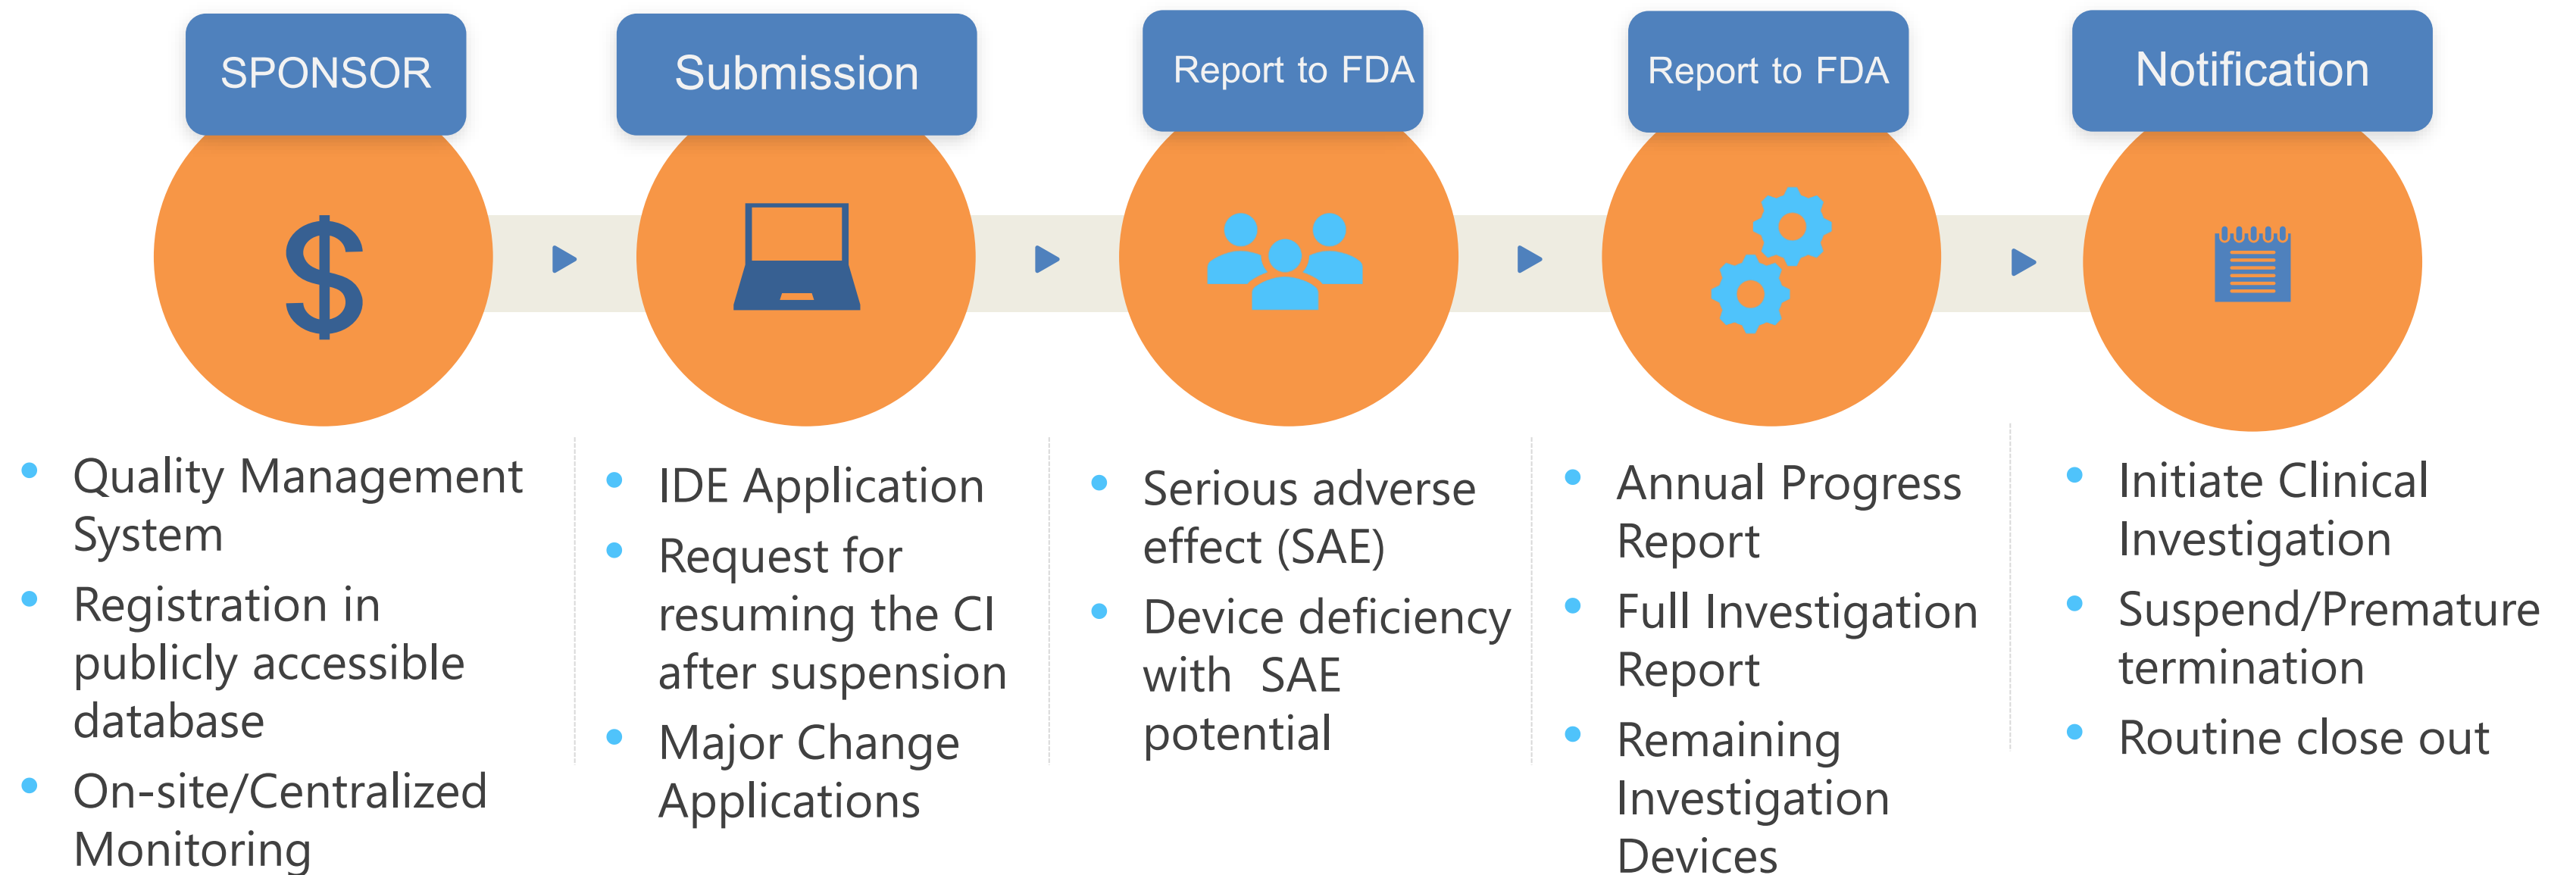 SPONSOR
Submission
Report to FDA
Report to FDA
Notification
• Quality Management
System
• Registration in
publicly accessible
database
• On-site/Centralized
Monitoring
• IDE Application
• Request for
resuming the CI
after suspension
• Major Change
Applications
• Serious adverse
effect (SAE)
• Device deficiency
with SAE
potential
• Annual Progress
Report
• Full Investigation
Report
• Remaining
Investigation
Devices
• Initiate Clinical
Investigation
• Suspend/Premature
termination
• Routine close out